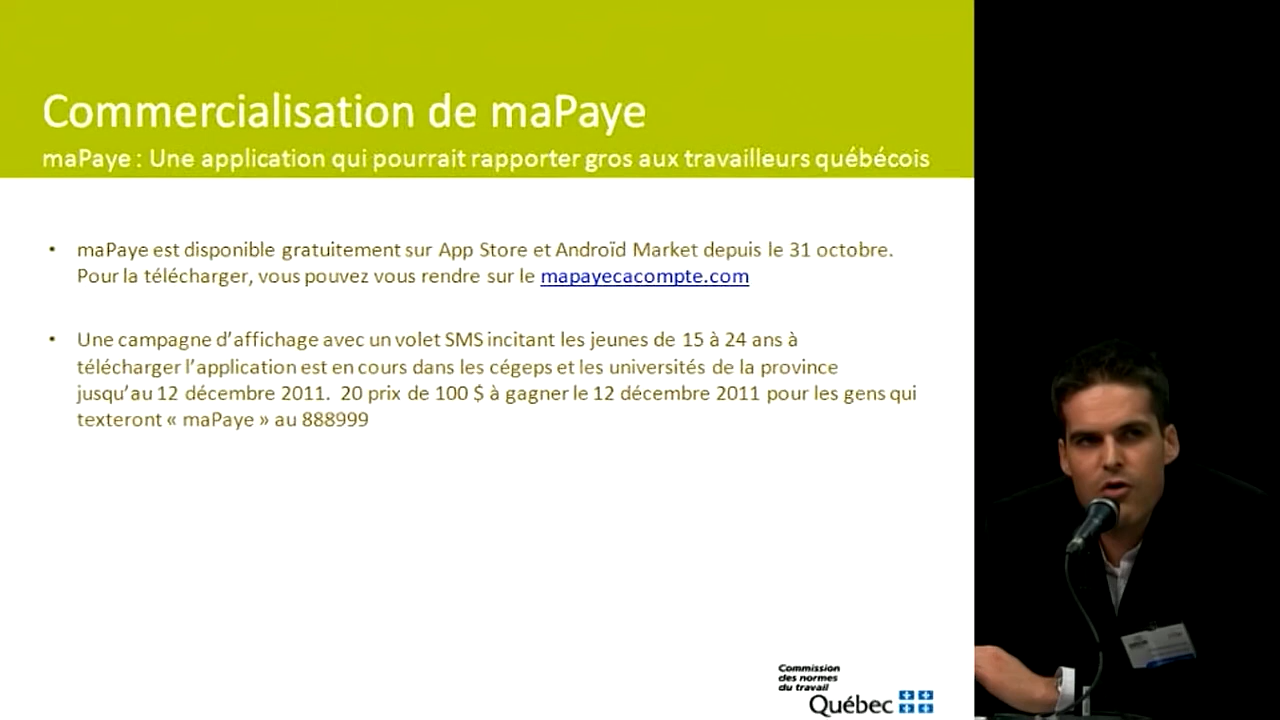 Commercialisation de maPaye
maPaye : Une application qui pourrait rapporter gros aux travailleurs québécois
• maPaye est disponible gratuitement sur App Store et Androïd Market depuis le 31 octobre.
Pour la télécharger, vous pouvez vous rendre sur le mapayecacompte.com
• Une campagne d’affichage avec un volet SMS incitant les jeunes de 15 à 24 ans à
télécharger l’application est en cours dans les cégeps et les universités de la province
jusqu’au 12 décembre 2011. 20 prix de 100 $ à gagner le 12 décembre 2011 pour les gens qui
texteront « maPaye » au 888999
Commission
des normes
du travail
Québec